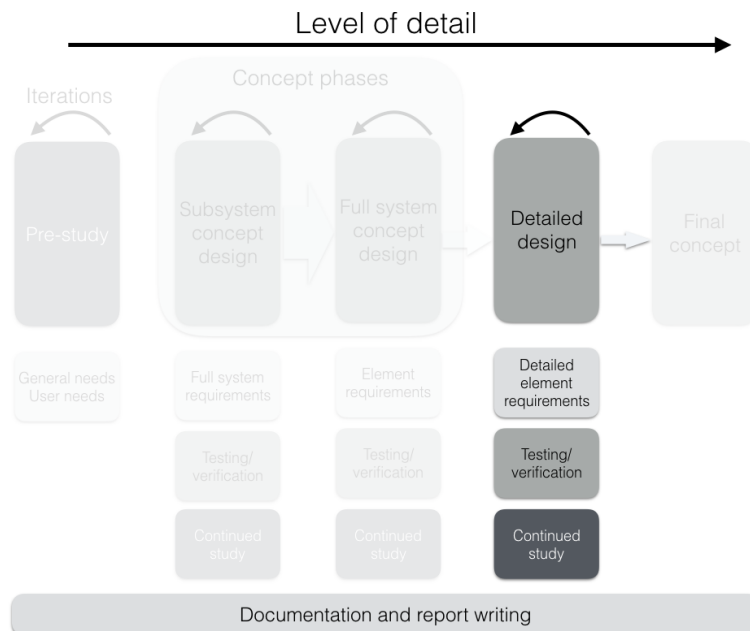 Level of detail
Concept phases
Iterations
Pre-study
Subsystem
concept
design
Full system
concept
design
Detailed
design
Final
concept
General needs
User needs
Full system
requirements
Element
requirements
Detailed
element
requirements
Testing/
verification
Testing/
verification
Testing/
verification
Continued
study
Continued
study
Continued
study
Documentation and report writing